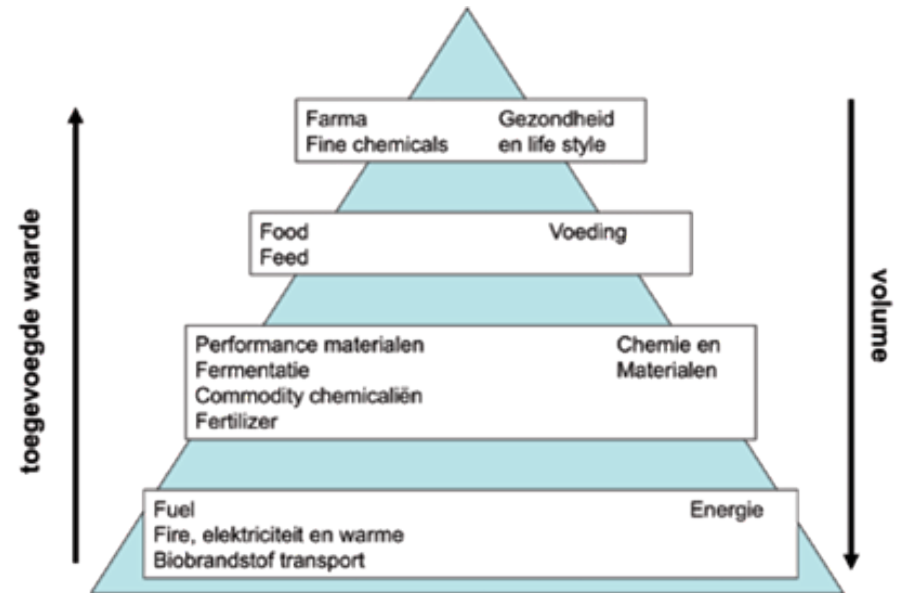 Farma
Fine chemicals
Gezondheid
en life style
Food
Feed
Voeding
Performance materialen
Fermentatie
Commodity chemicaliën
Fertilizer
Chemie en
Materialen
Fuel
Fire, elektriciteit en warme
Biobrandstof transport
Energie
toegevoegde waarde
volume